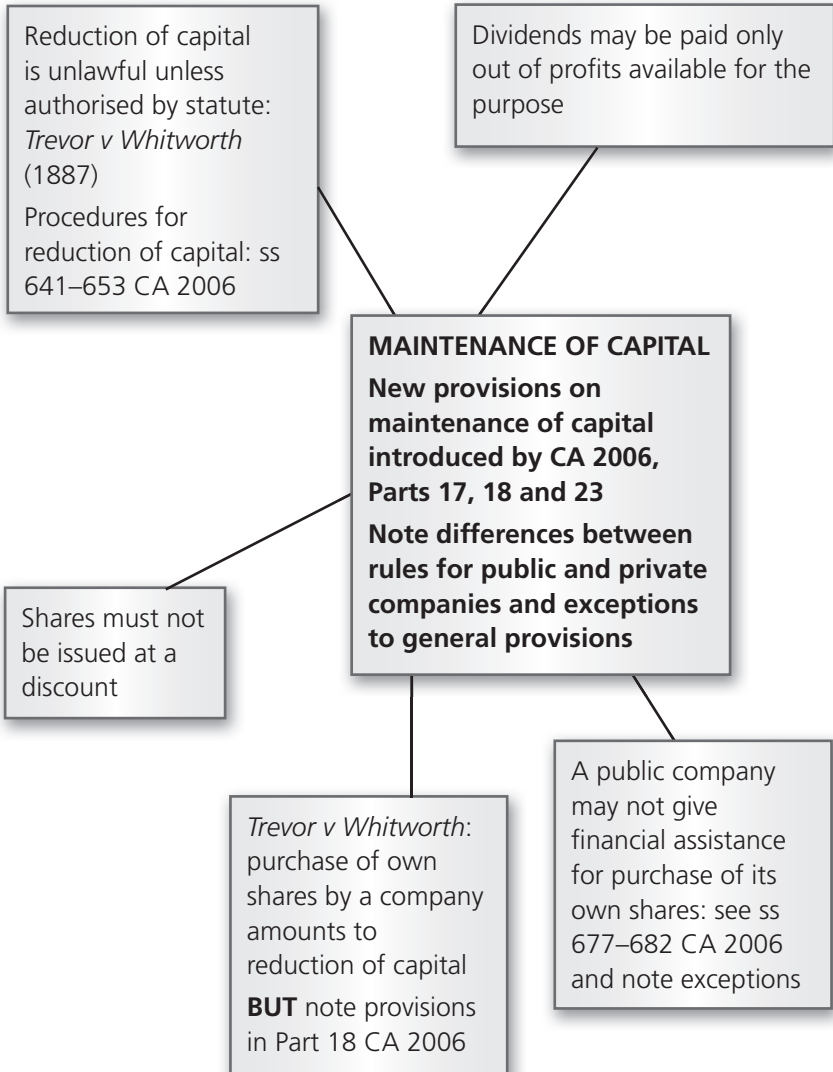 Reduction of capital
is unlawful unless
authorised by statute:
Trevor v Whitworth
(1887)
Procedures for
reduction of capital: ss
641–653 CA 2006
Dividends may be paid only
out of profits available for the
purpose
MAINTENANCE OF CAPITAL
New provisions on
maintenance of capital
introduced by CA 2006,
Parts 17, 18 and 23
Note differences between
rules for public and private
companies and exceptions
to general provisions
Shares must not
be issued at a
discount
Trevor v Whitworth:
purchase of own
shares by a company
amounts to
reduction of capital
BUT note provisions
in Part 18 CA 2006
A public company
may not give
financial assistance
for purchase of its
own shares: see ss
677–682 CA 2006
and note exceptions